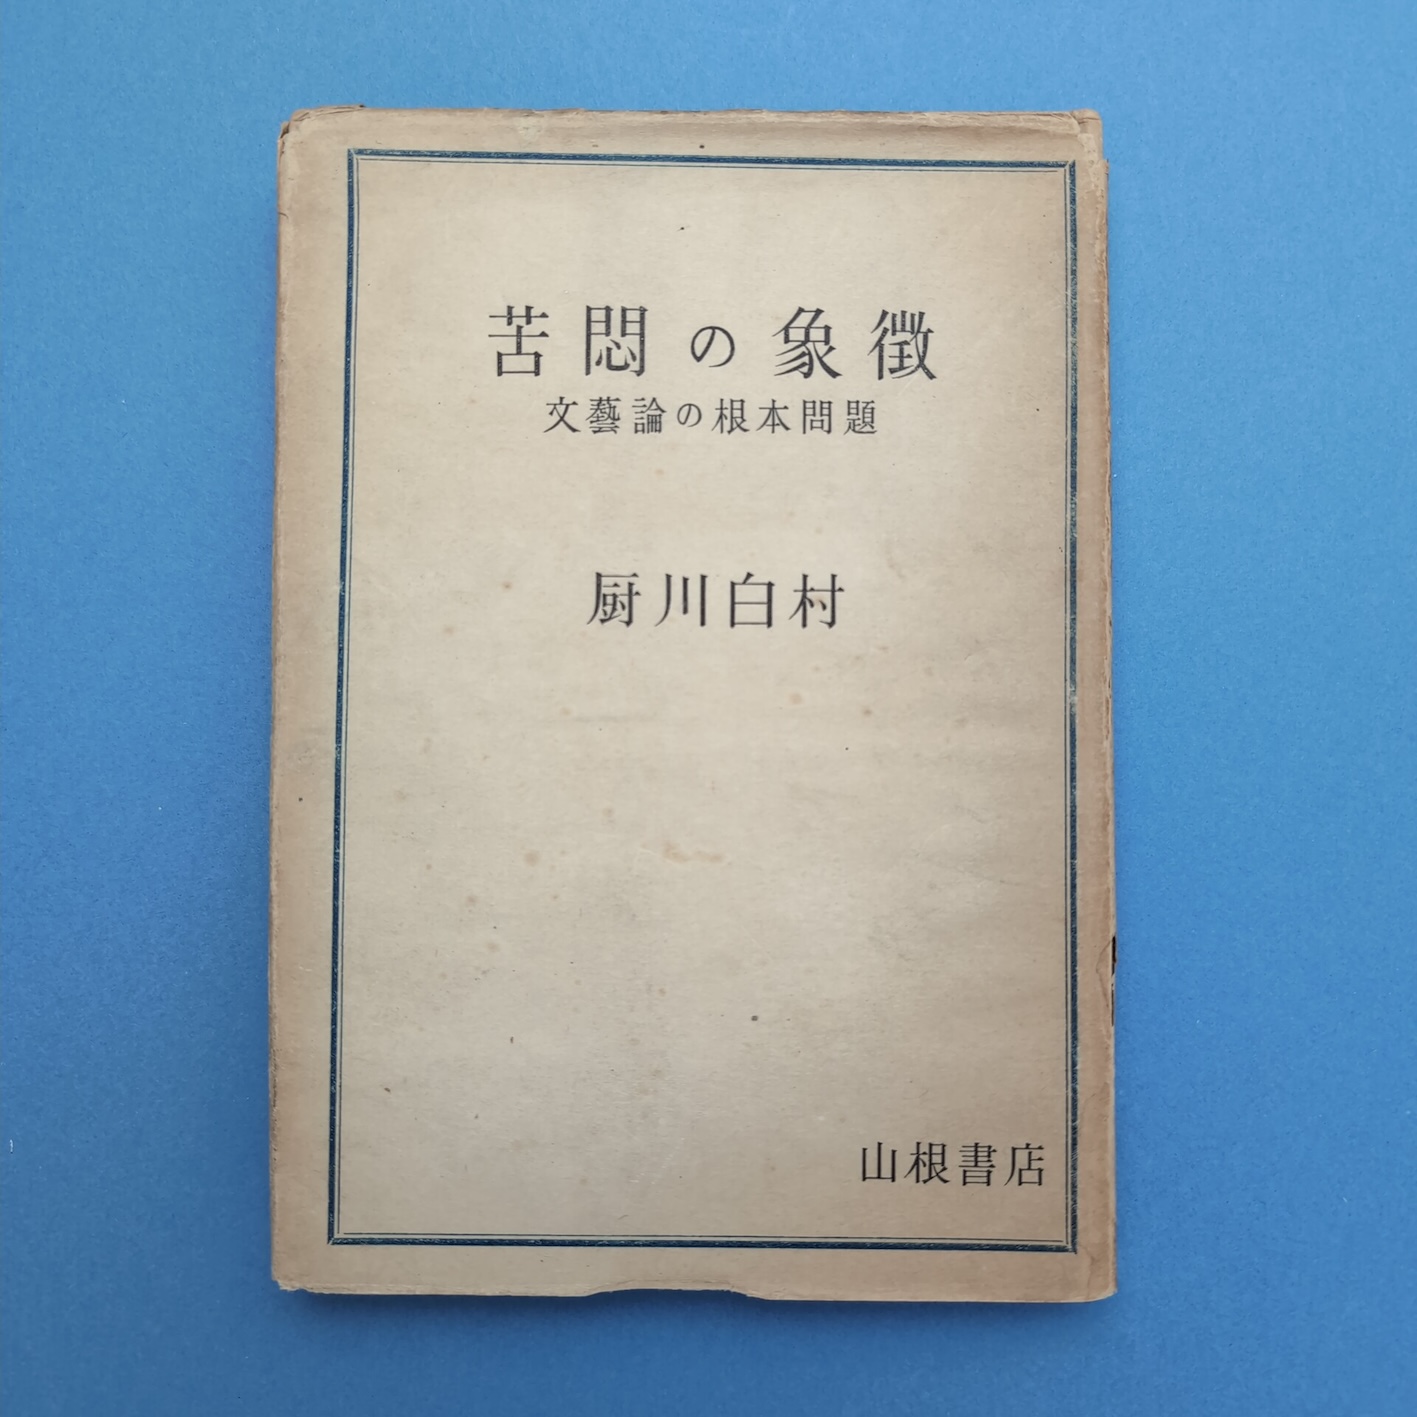 苦悶の象徴
文藝論の根本問題
厨川白村
山根書店